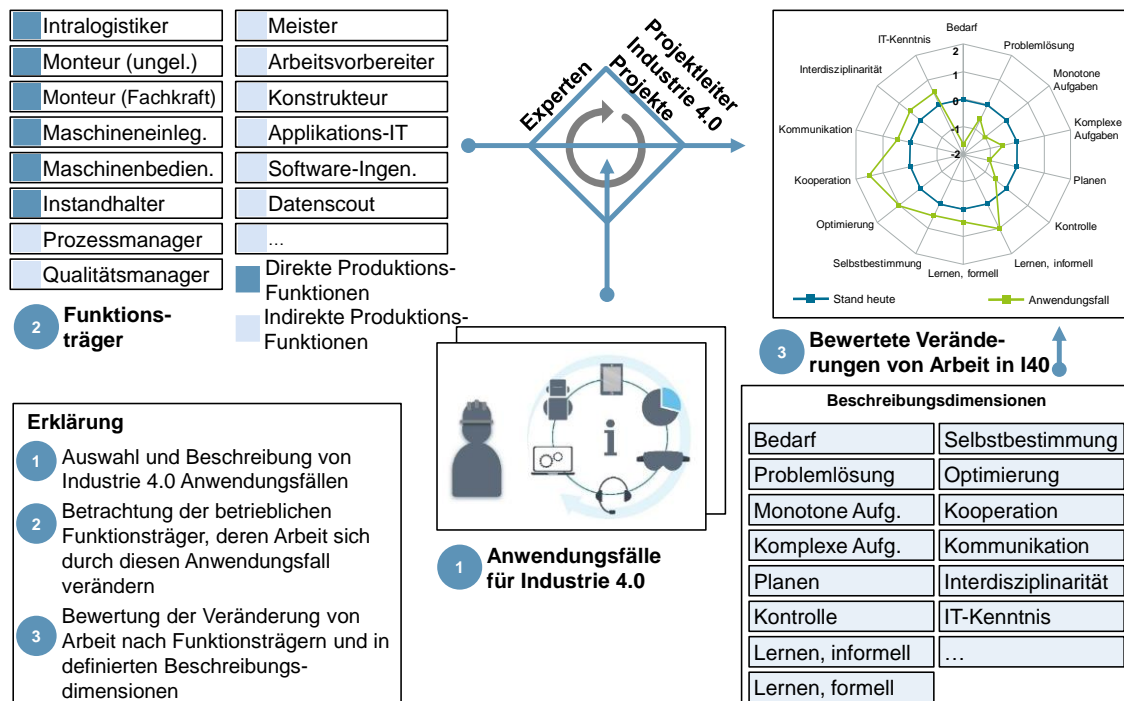 Intralogistiker
Monteur (ungel.)
Monteur (Fachkraft)
Maschineneinleg.
Maschinenbedien.
Instandhalter
Prozessmanager
Qualitätsmanager
Meister
Arbeitsvorbereiter
Konstrukteur
Applikations-IT
Software-Ingen.
Datenscout
...
Direkte Produktions-
Funktionen
Indirekte Produktions-
Funktionen
2
Funktions-
träger
Experten
Projektleiter
Industrie 4.0
Projekte
Bedarf
Problemlösung
Monotone
Aufgaben
Komplexe
Aufgaben
Planen
Kontrolle
Lernen, informell
Lernen, formell
Selbstbestimmung
Optimierung
Kooperation
Kommunikation
Interdisziplinarität
IT-Kenntnis
2
1
0
-1
-2
Stand heute
Anwendungsfall
3
Bewertete Verände-
rungen von Arbeit in I40
i
1
Anwendungsfälle
für Industrie 4.0
Erklärung
1
Auswahl und Beschreibung von
Industrie 4.0 Anwendungsfällen
2
Betrachtung der betrieblichen
Funktionsträger, deren Arbeit sich
durch diesen Anwendungsfall
verändern
3
Bewertung der Veränderung von
Arbeit nach Funktionsträgern und in
definierten Beschreibungs-
dimensionen
Beschreibungsdimensionen
Bedarf
Problemlösung
Monotone Aufg.
Komplexe Aufg.
Planen
Kontrolle
Lernen, informell
Lernen, formell
Selbstbestimmung
Optimierung
Kooperation
Kommunikation
Interdisziplinarität
IT-Kenntnis
…